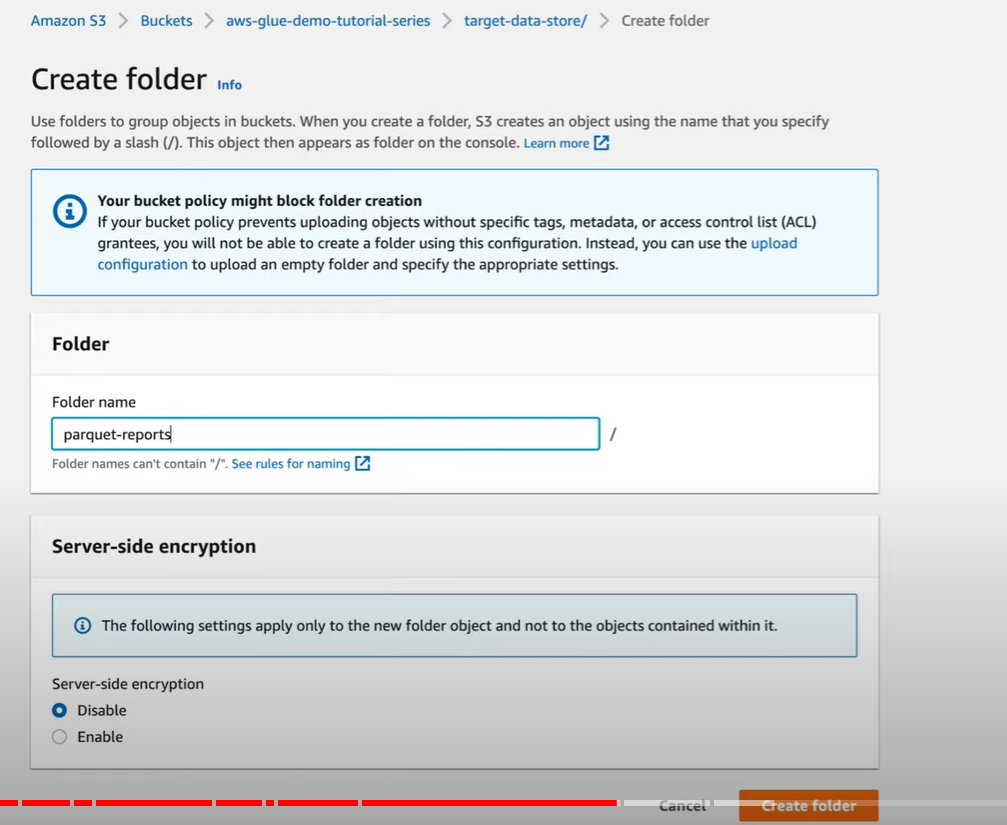 Amazon S3 > Buckets > aws-glue-demo-tutorial-series > target-data-store/ > Create folder
Create folder Info
Use folders to group objects in buckets. When you create a folder, S3 creates an object using the name that you specify
followed by a slash (/). This object then appears as folder on the console. Learn more
Your bucket policy might block folder creation
If your bucket policy prevents uploading objects without specific tags, metadata, or access control list (ACL)
grantees, you will not be able to create a folder using this configuration. Instead, you can use the upload
configuration to upload an empty folder and specify the appropriate settings.
Folder
Folder name
parquet-reports /
Folder names can't contain "/". See rules for naming
Server-side encryption
The following settings apply only to the new folder object and not to the objects contained within it.
Server-side encryption
Disable
Enable
Cancel Create folder